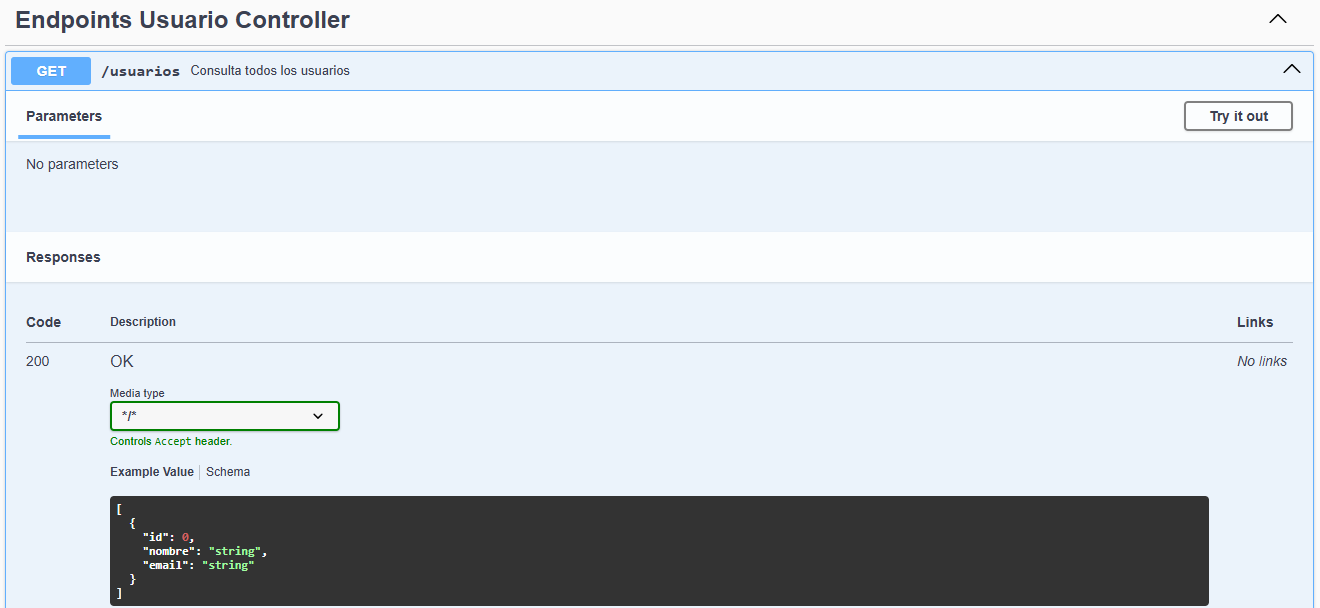 Endpoints Usuario Controller
GET /usuarios Consulta todos los usuarios
Parameters Try it out
No parameters
Responses
Code Description Links
200 OK No links
Media type
*/*
Controls Accept header.
Example Value Schema
[
  {
    "id": 0,
    "nombre": "string",
    "email": "string"
  }
]